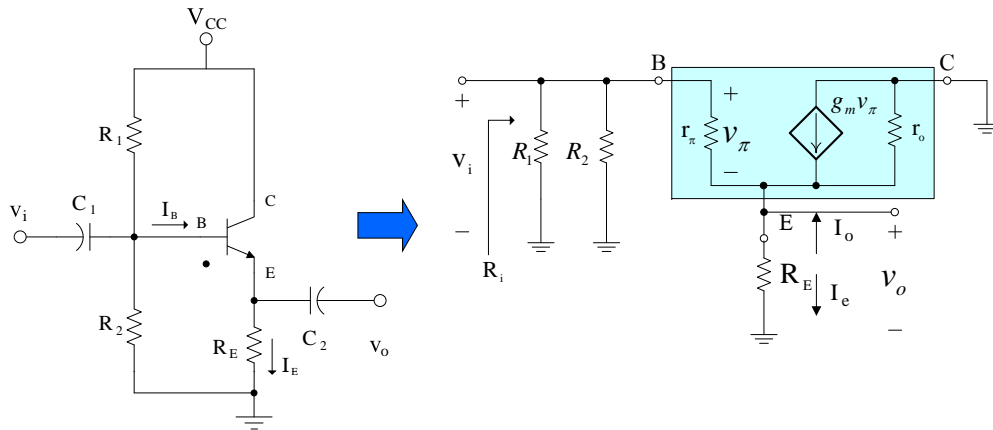 V_CC
R_1
C_1
v_i
I_B
B
C
E
R_2
R_E
I_E
C_2
v_o
B
C
+
v_i
−
R_i
R_1
R_2
r_π
+
v_π
−
g_m v_π
r_o
E
I_o
+
R_E
I_e
v_o
−